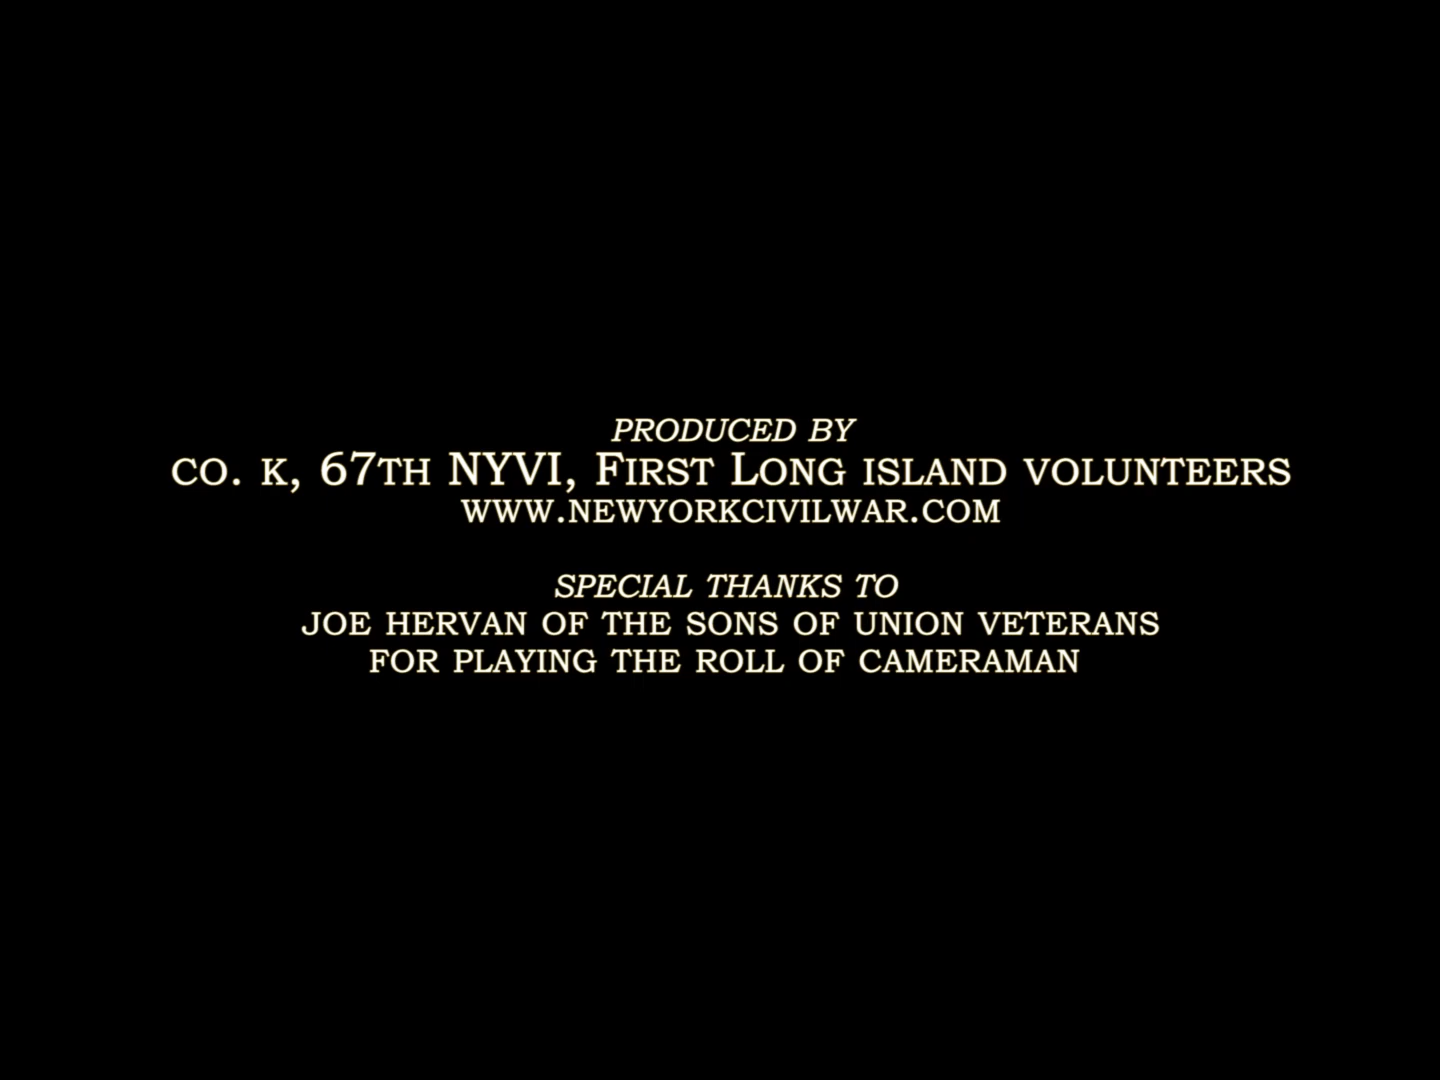 PRODUCED BY
CO. K, 67TH NYVI, FIRST LONG ISLAND VOLUNTEERS
WWW.NEWYORKCIVILWAR.COM
SPECIAL THANKS TO
JOE HERVAN OF THE SONS OF UNION VETERANS
FOR PLAYING THE ROLL OF CAMERAMAN